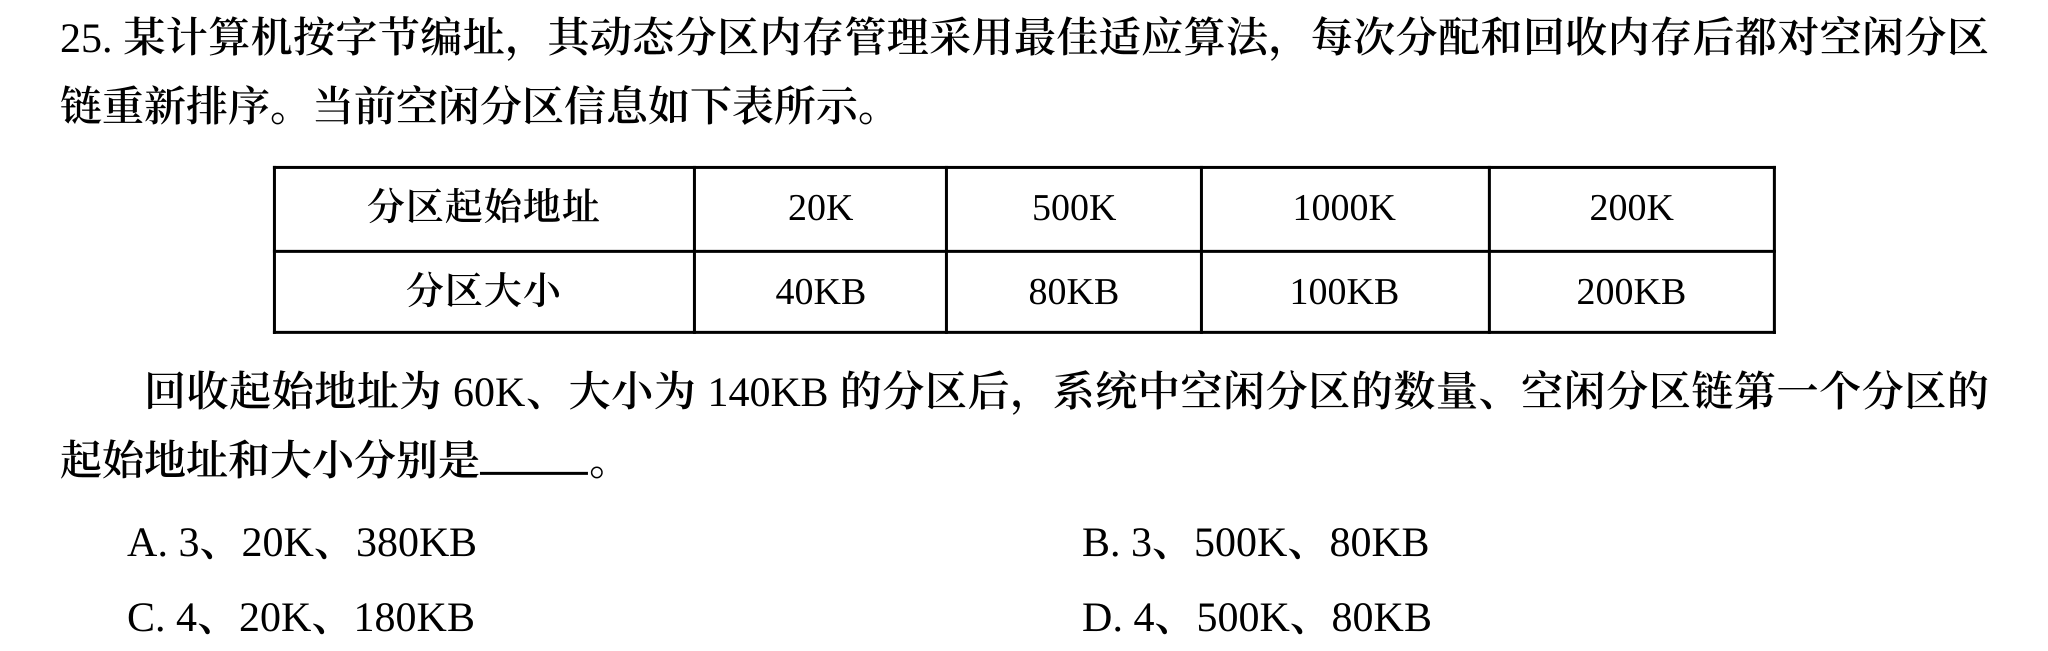 25. 某计算机按字节编址，其动态分区内存管理采用最佳适应算法，每次分配和回收内存后都对空闲分区
链重新排序。当前空闲分区信息如下表所示。
分区起始地址 20K 500K 1000K 200K
分区大小 40KB 80KB 100KB 200KB
回收起始地址为 60K、大小为 140KB 的分区后，系统中空闲分区的数量、空闲分区链第一个分区的
起始地址和大小分别是_____。
A. 3、20K、380KB B. 3、500K、80KB
C. 4、20K、180KB D. 4、500K、80KB